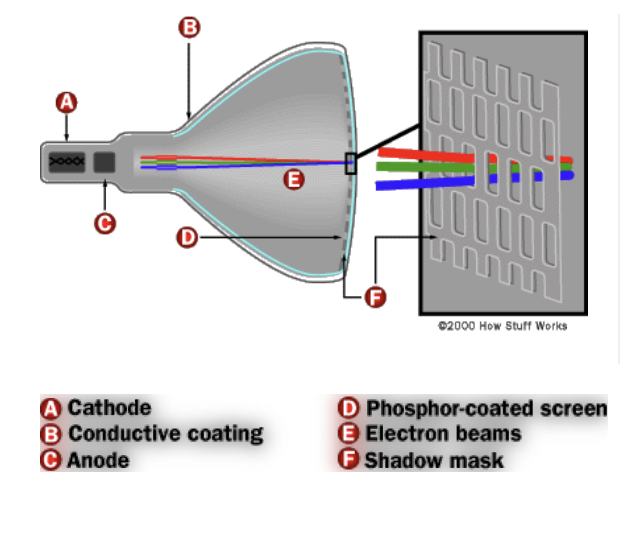 B
A
E
C
D
F
©2000 How Stuff Works
A Cathode
B Conductive coating
C Anode
D Phosphor-coated screen
E Electron beams
F Shadow mask